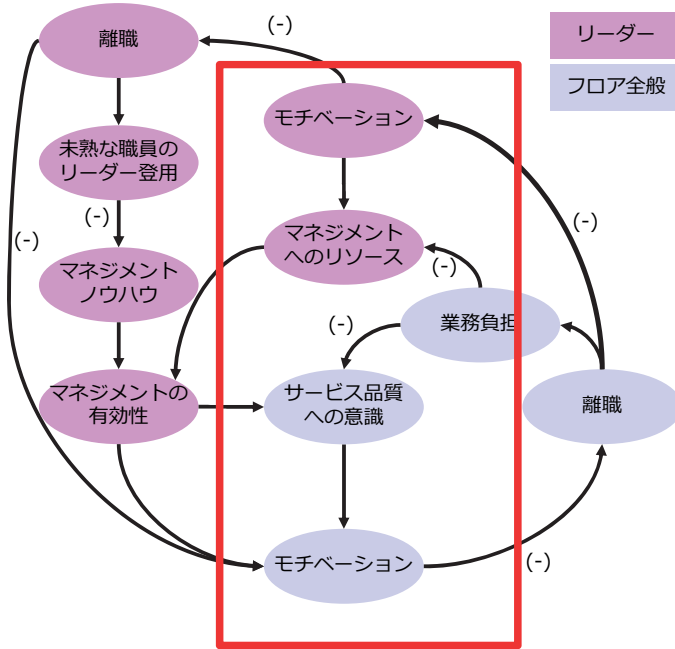 離職
(-)
リーダー
フロア全般
モチベーション
未熟な職員の
リーダー登用
(-)
(-)
(-)
マネジメント
へのリソース
(-)
マネジメント
ノウハウ
業務負担
(-)
マネジメントの
有効性
サービス品質
への意識
離職
モチベーション
(-)